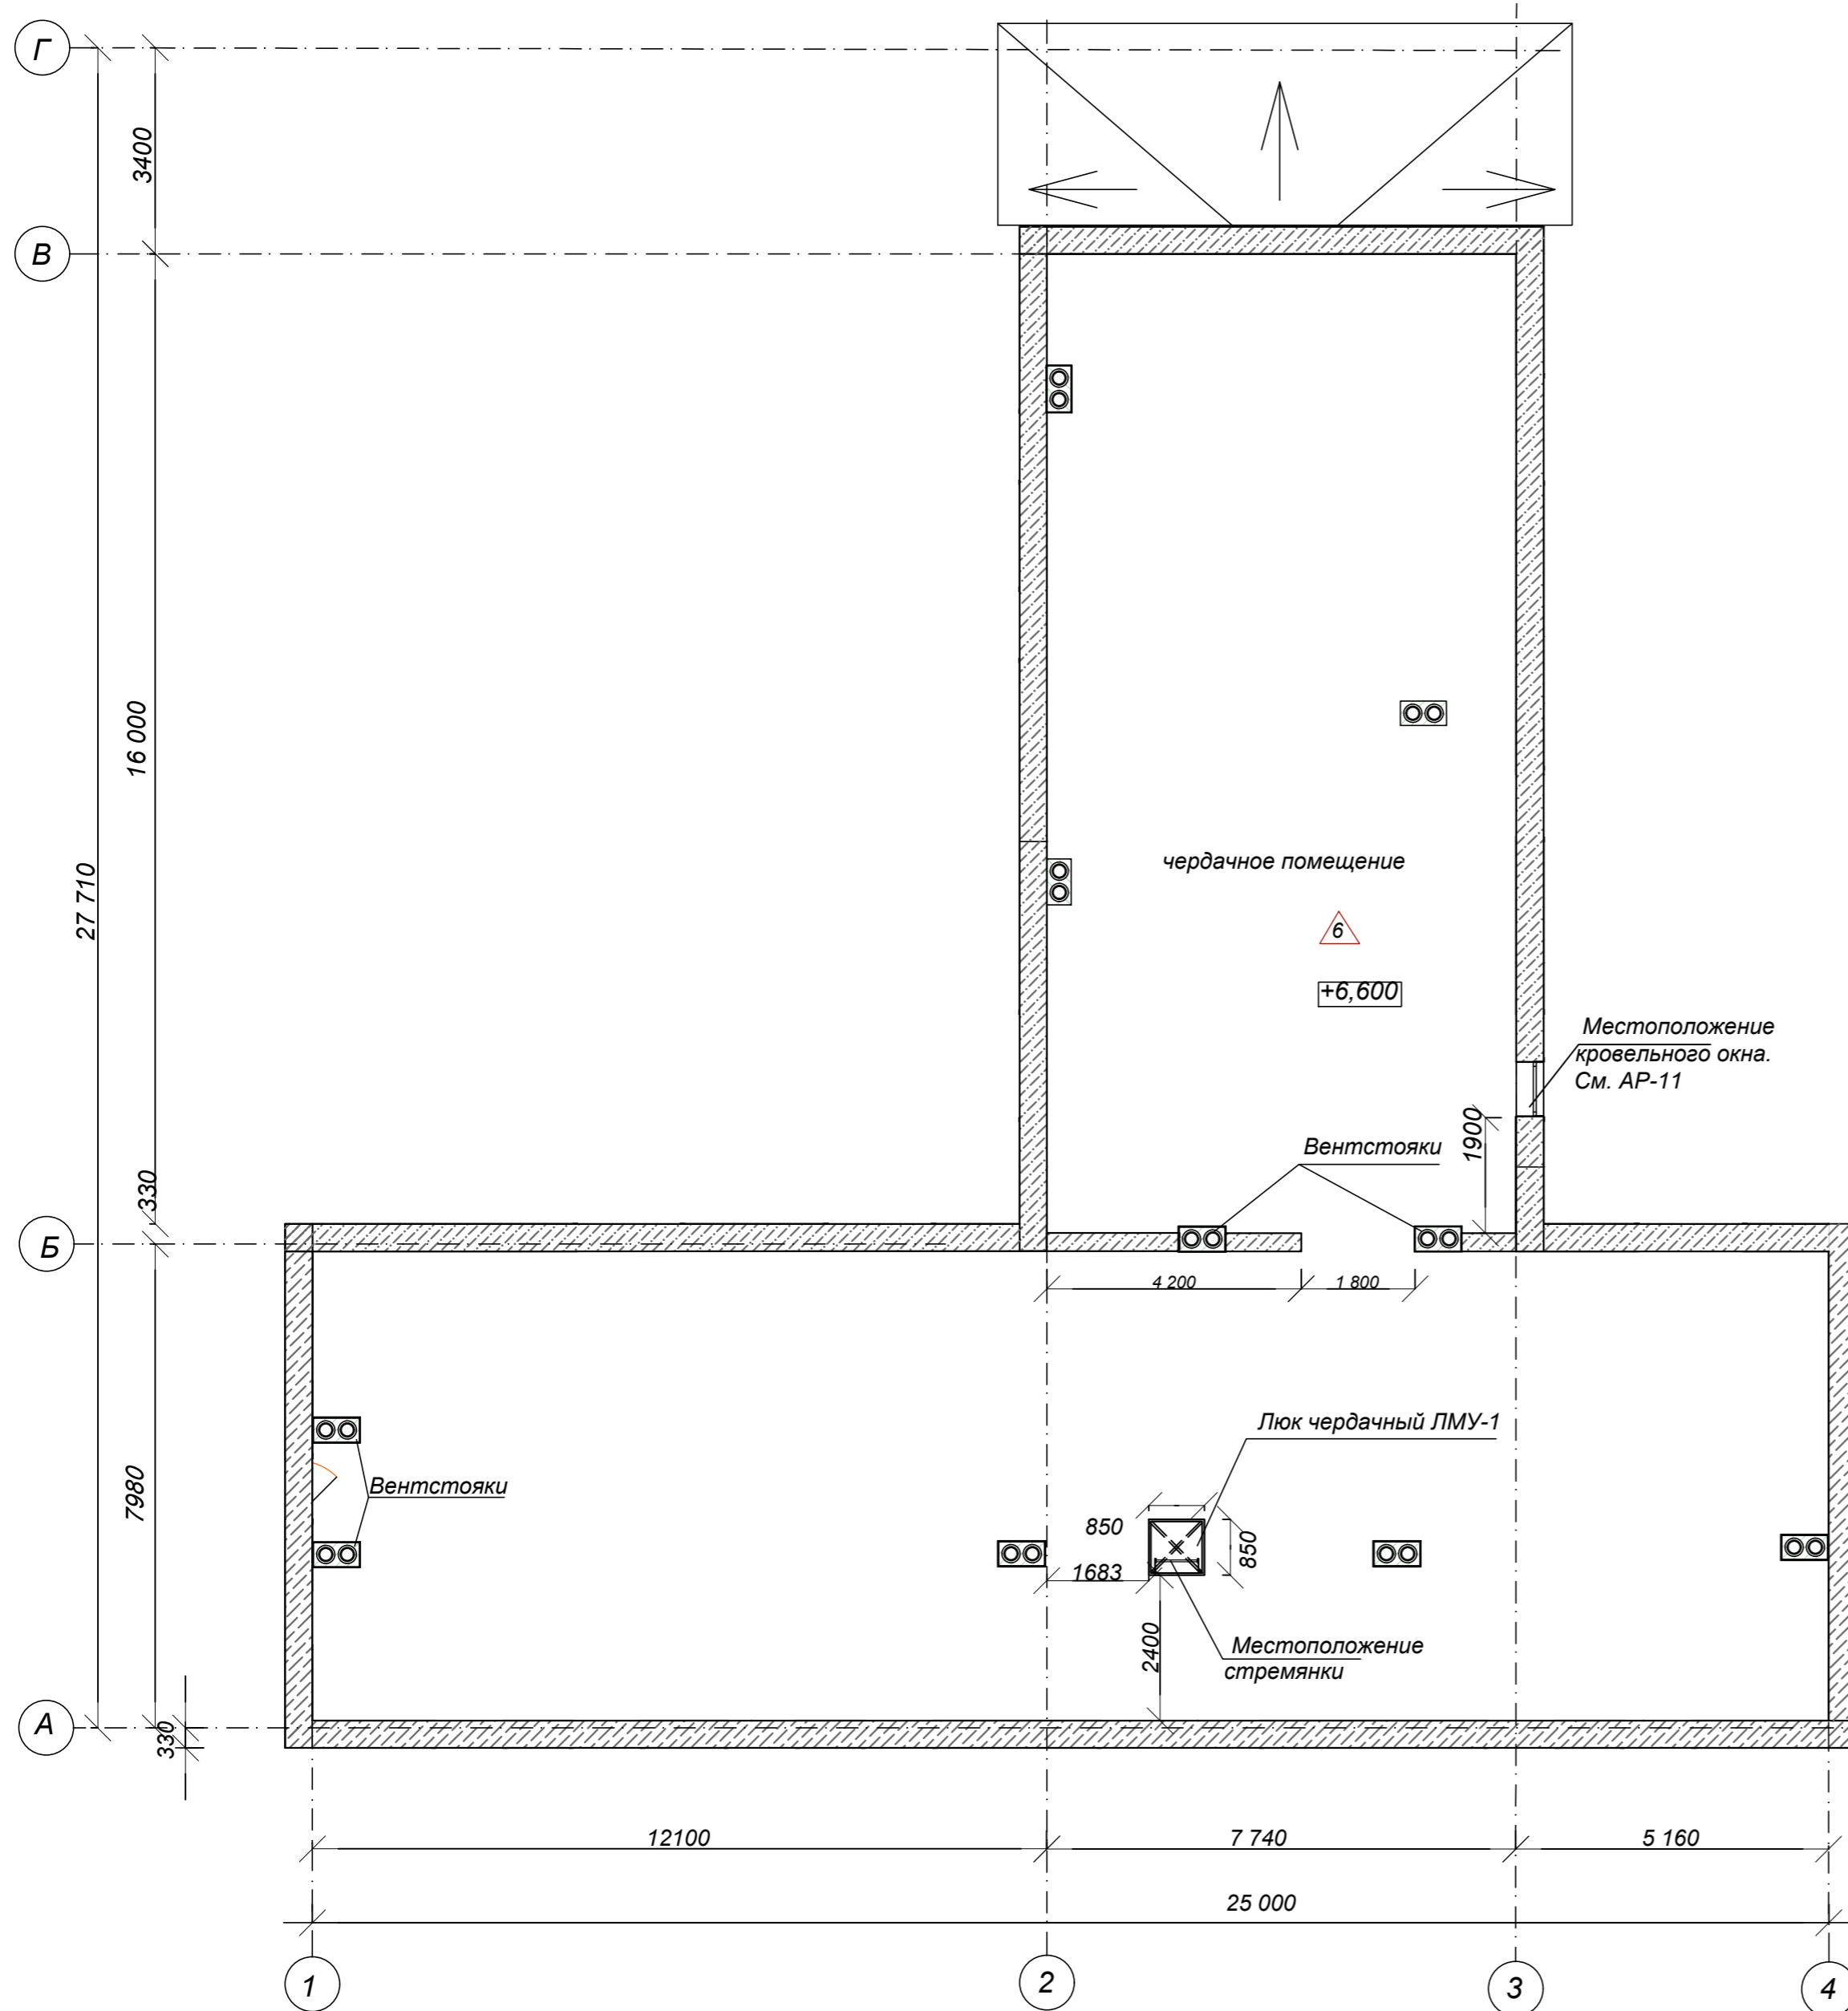 Г
3400
В
16 000
27 710
чердачное помещение
6
+6,600
Местоположение
кровельного окна.
См. АР-11
1900
Вентстояки
330
Б
4 200
1 800
Люк чердачный ЛМУ-1
7980
Вентстояки
850
850
1683
2400
Местоположение
стремянки
А
330
12100
7 740
5 160
25 000
1
2
3
4